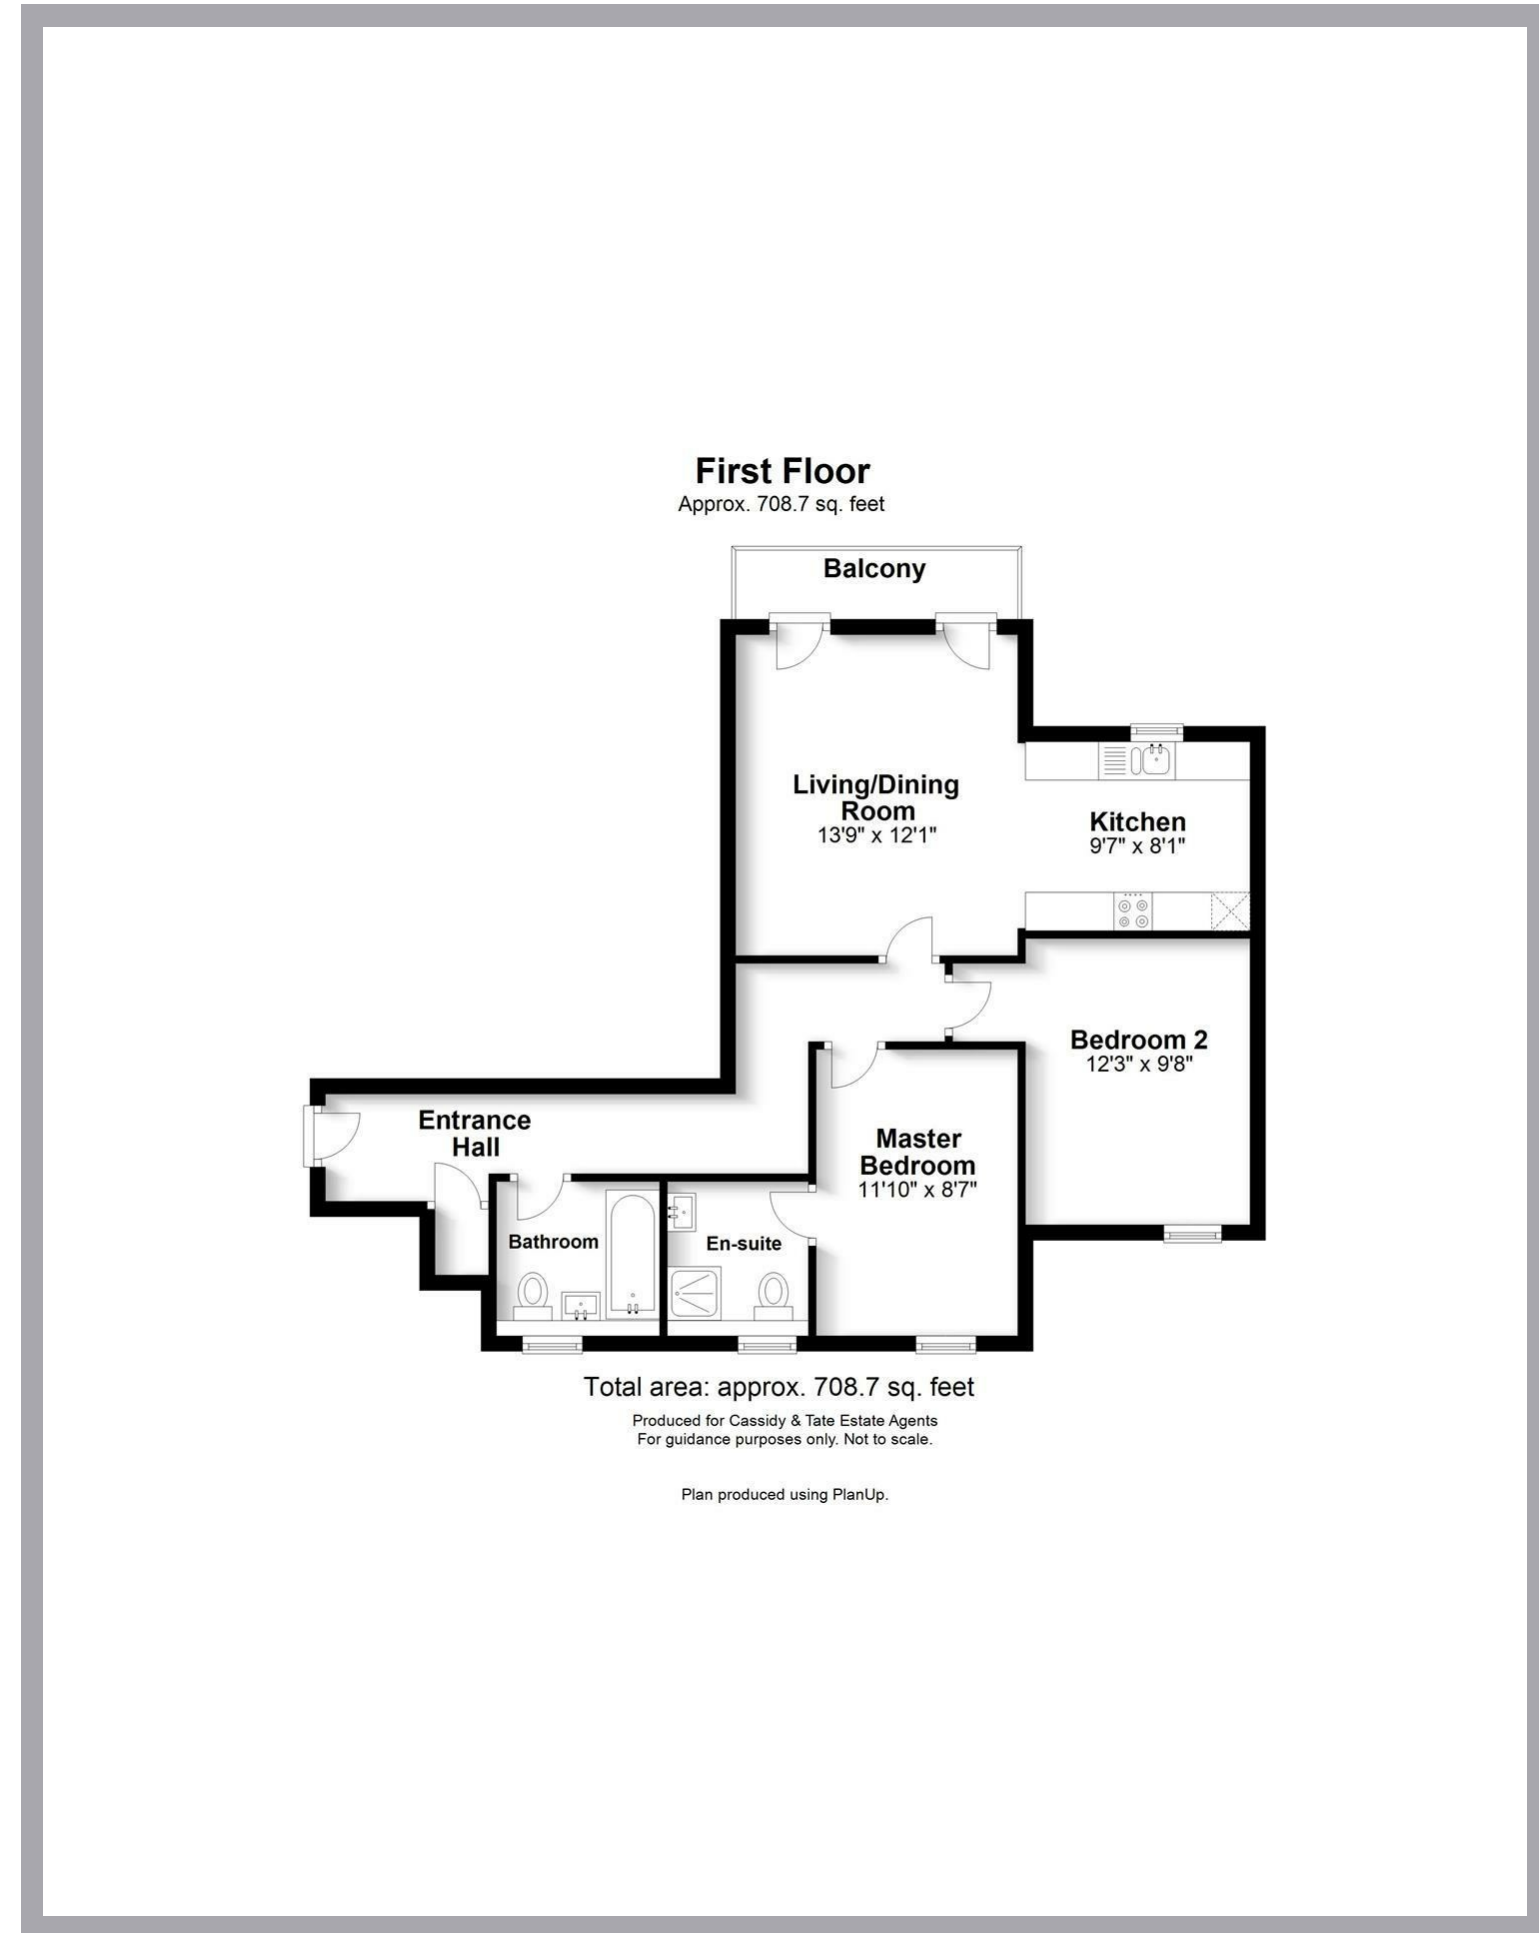 First Floor
Approx. 708.7 sq. feet
Balcony
Living/Dining
Room
13'9" x 12'1"
Kitchen
9'7" x 8'1"
Bedroom 2
12'3" x 9'8"
Entrance
Hall
Master
Bedroom
11'10" x 8'7"
Bathroom
En-suite
Total area: approx. 708.7 sq. feet
Produced for Cassidy & Tate Estate Agents
For guidance purposes only. Not to scale.
Plan produced using PlanUp.